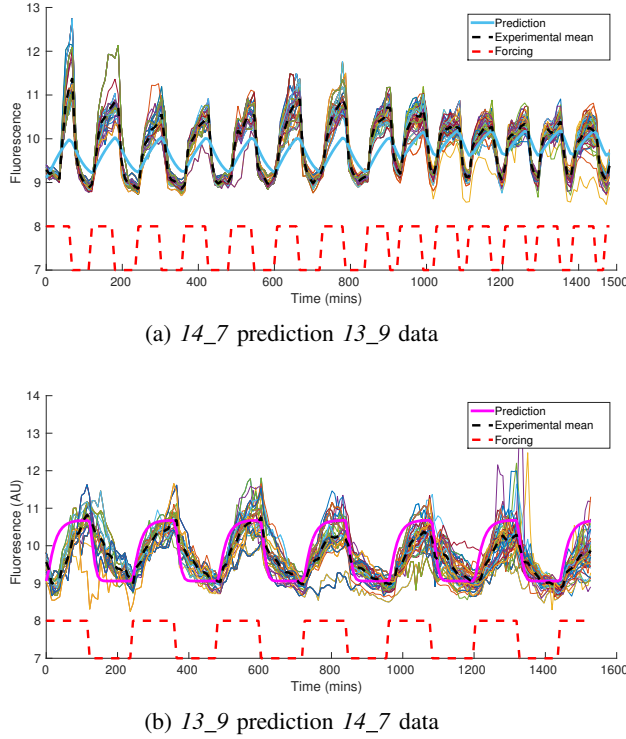 13
12
11
10
9
8
7
Fluorescence
Prediction
Experimental mean
Forcing
0 200 400 600 800 1000 1200 1400 1500
Time (mins)
(a) 14_7 prediction 13_9 data
14
13
12
11
10
9
8
7
Fluoresence (AU)
Prediction
Experimental mean
Forcing
0 200 400 600 800 1000 1200 1400 1600
Time (mins)
(b) 13_9 prediction 14_7 data